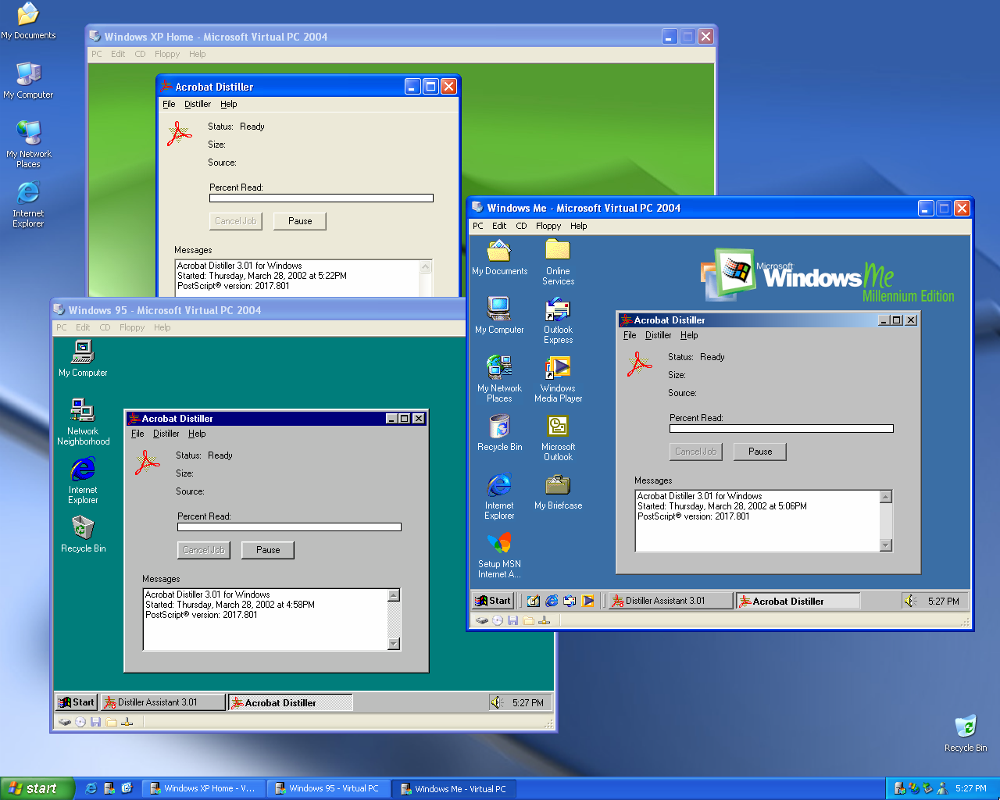 My Documents
My Computer
My Network
Places
Internet
Explorer
Windows XP Home - Microsoft Virtual PC 2004
PC Edit CD Floppy Help
Acrobat Distiller
File Distiller Help
Status: Ready
Size:
Source:
Percent Read:
Cancel Job Pause
Messages
Acrobat Distiller 3.01 for Windows
Started: Thursday, March 28, 2002 at 5:22PM
PostScript® version: 2017.801
Windows 95 - Microsoft Virtual PC 2004
PC Edit CD Floppy Help
My Computer
Network
Neighborhood
Internet
Explorer
Recycle Bin
Acrobat Distiller
File Distiller Help
Status: Ready
Size:
Source:
Percent Read:
Cancel Job Pause
Messages
Acrobat Distiller 3.01 for Windows
Started: Thursday, March 28, 2002 at 4:58PM
PostScript® version: 2017.801
Start Distiller Assistant 3.01 Acrobat Distiller 5:27 PM
Windows Me - Microsoft Virtual PC 2004
PC Edit CD Floppy Help
My Documents
Online
Services
My Computer
Outlook
Express
My Network
Places
Windows
Media Player
Recycle Bin
Microsoft
Outlook
Internet
Explorer
My Briefcase
Setup MSN
Internet A...
Microsoft
Windows Me
Millennium Edition
Acrobat Distiller
File Distiller Help
Status: Ready
Size:
Source:
Percent Read:
Cancel Job Pause
Messages
Acrobat Distiller 3.01 for Windows
Started: Thursday, March 28, 2002 at 5:06PM
PostScript® version: 2017.801
Start Distiller Assistant 3.01 Acrobat Distiller 5:27 PM
Recycle Bin
start Windows XP Home - V... Windows 95 - Virtual PC Windows Me - Virtual PC 5:27 PM